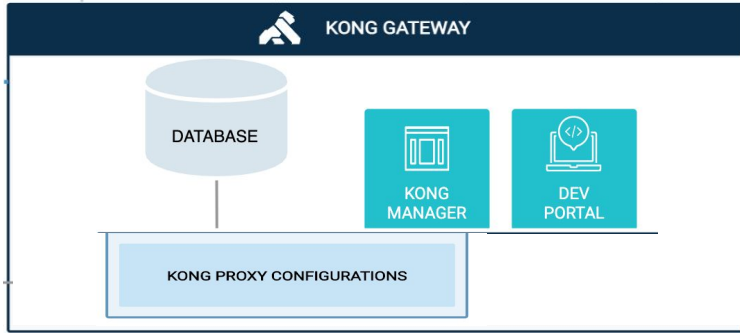 KONG GATEWAY
DATABASE
KONG
MANAGER
DEV
PORTAL
KONG PROXY CONFIGURATIONS